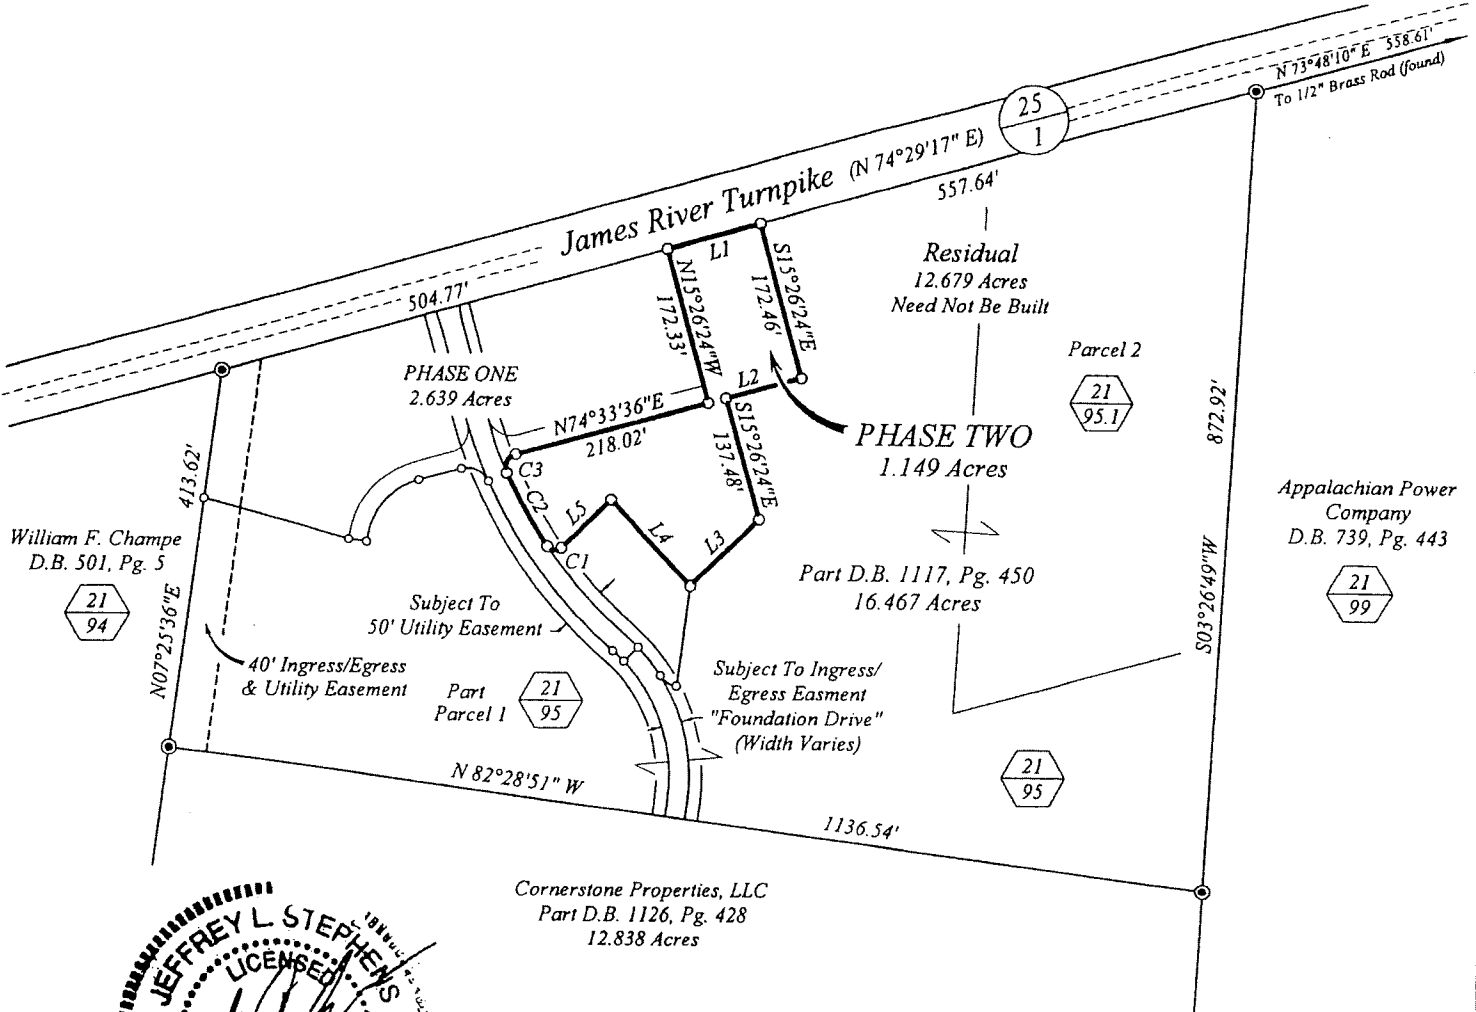 N 73°48'10" E 558.61'
To 1/2" Brass Rod (found)
25
1
James River Turnpike (N 74°29'17" E)
557.64'
504.77'
L1
N15°26'24"W
172.33'
S15°26'24"E
172.46'
Residual
12.679 Acres
Need Not Be Built
Parcel 2
21
95.1
PHASE ONE
2.639 Acres
L2
N74°33'36"E
218.02'
S15°26'24"E
137.48'
PHASE TWO
1.149 Acres
872.92'
S03°26'49"W
413.62'
N07°25'36"E
C3
C2
C1
L5
L4
L3
William F. Champe
D.B. 501, Pg. 5
21
94
Appalachian Power
Company
D.B. 739, Pg. 443
21
99
Part D.B. 1117, Pg. 450
16.467 Acres
Subject To
50' Utility Easement
40' Ingress/Egress
& Utility Easement
Part
Parcel 1
21
95
Subject To Ingress/
Egress Easment
"Foundation Drive"
(Width Varies)
21
95
N 82°28'51" W
1136.54'
Cornerstone Properties, LLC
Part D.B. 1126, Pg. 428
12.838 Acres
JEFFREY L. STEPHENS
LICENSED